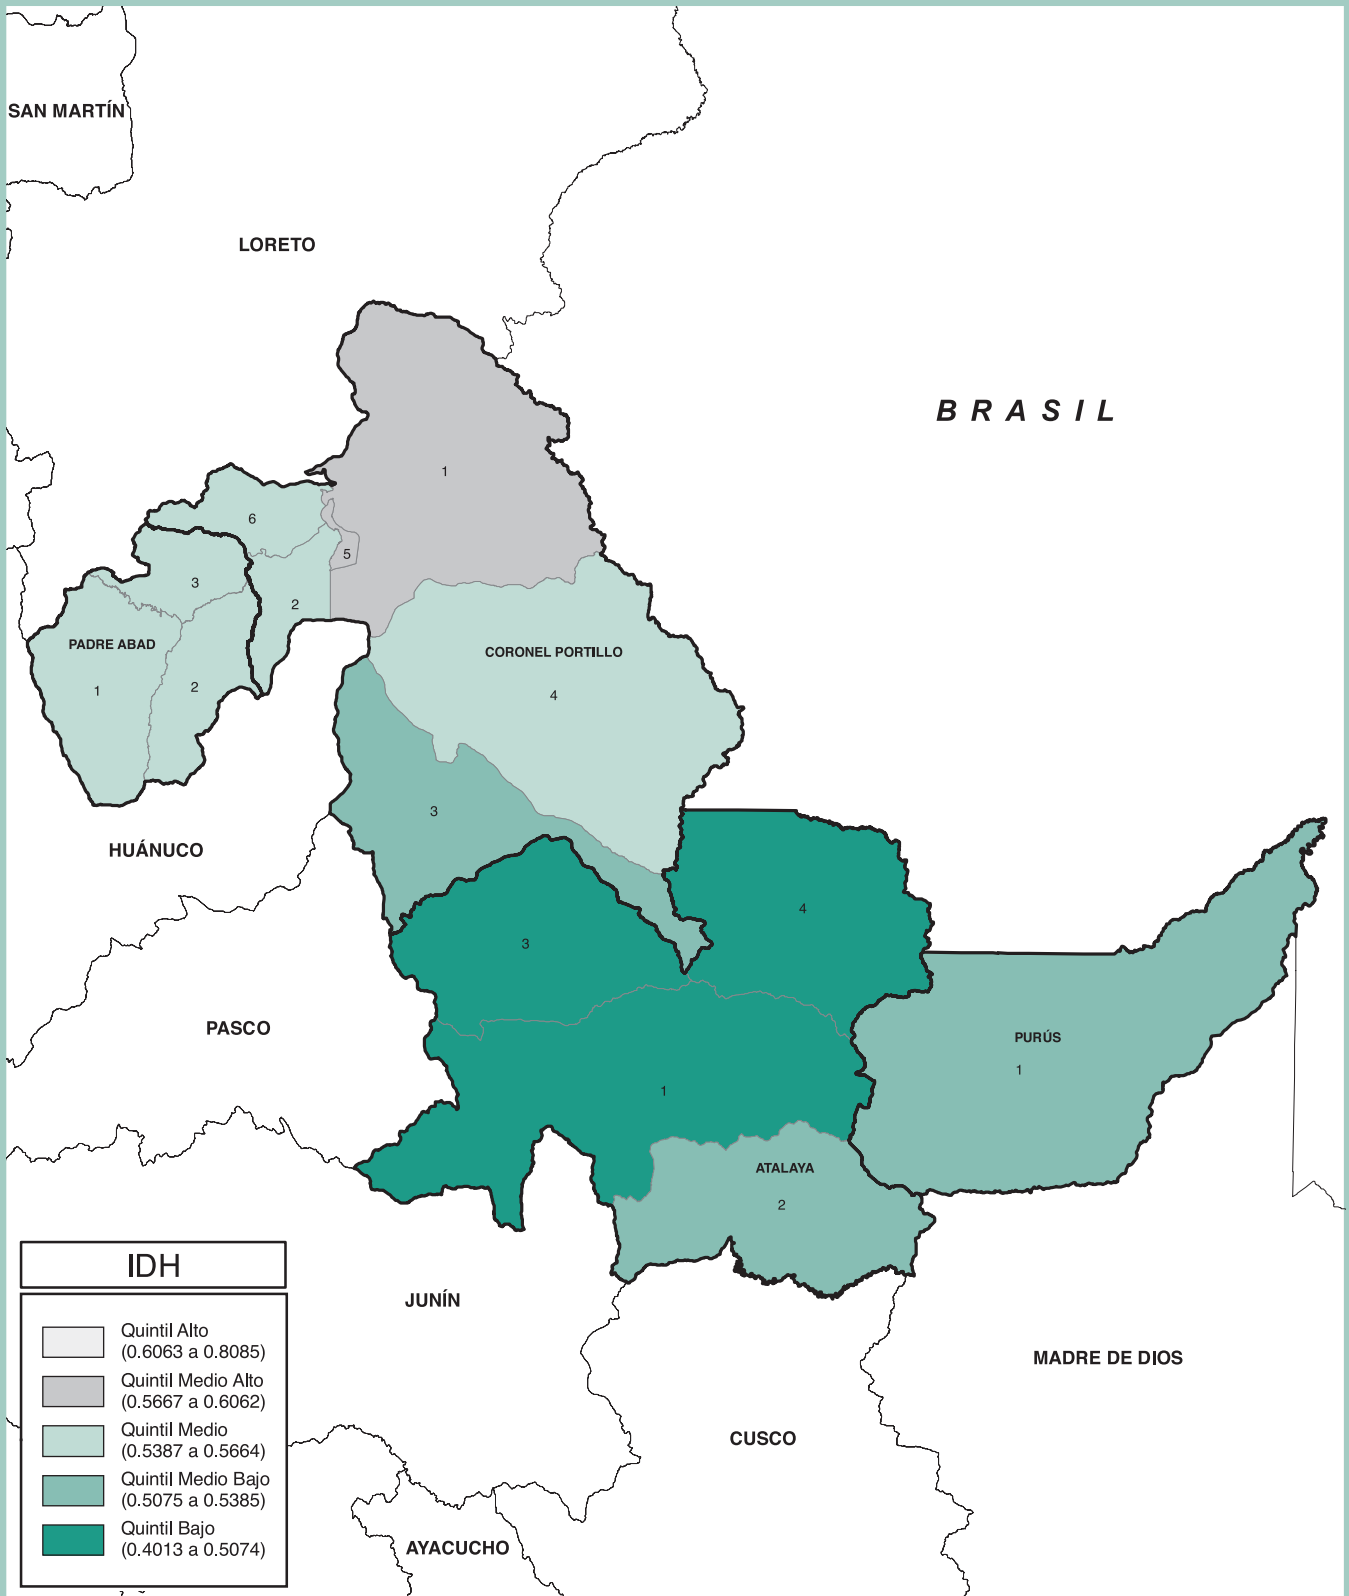 SAN MARTÍN
LORETO
BRASIL
1
6
5
3
2
PADRE ABAD
CORONEL PORTILLO
1
2
4
3
HUÁNUCO
4
3
PASCO
PURÚS
1
1
ATALAYA
2
IDH
JUNÍN
Quintil Alto
(0.6063 a 0.8085)
MADRE DE DIOS
Quintil Medio Alto
(0.5667 a 0.6062)
Quintil Medio
(0.5387 a 0.5664)
CUSCO
Quintil Medio Bajo
(0.5075 a 0.5385)
Quintil Bajo
(0.4013 a 0.5074)
AYACUCHO